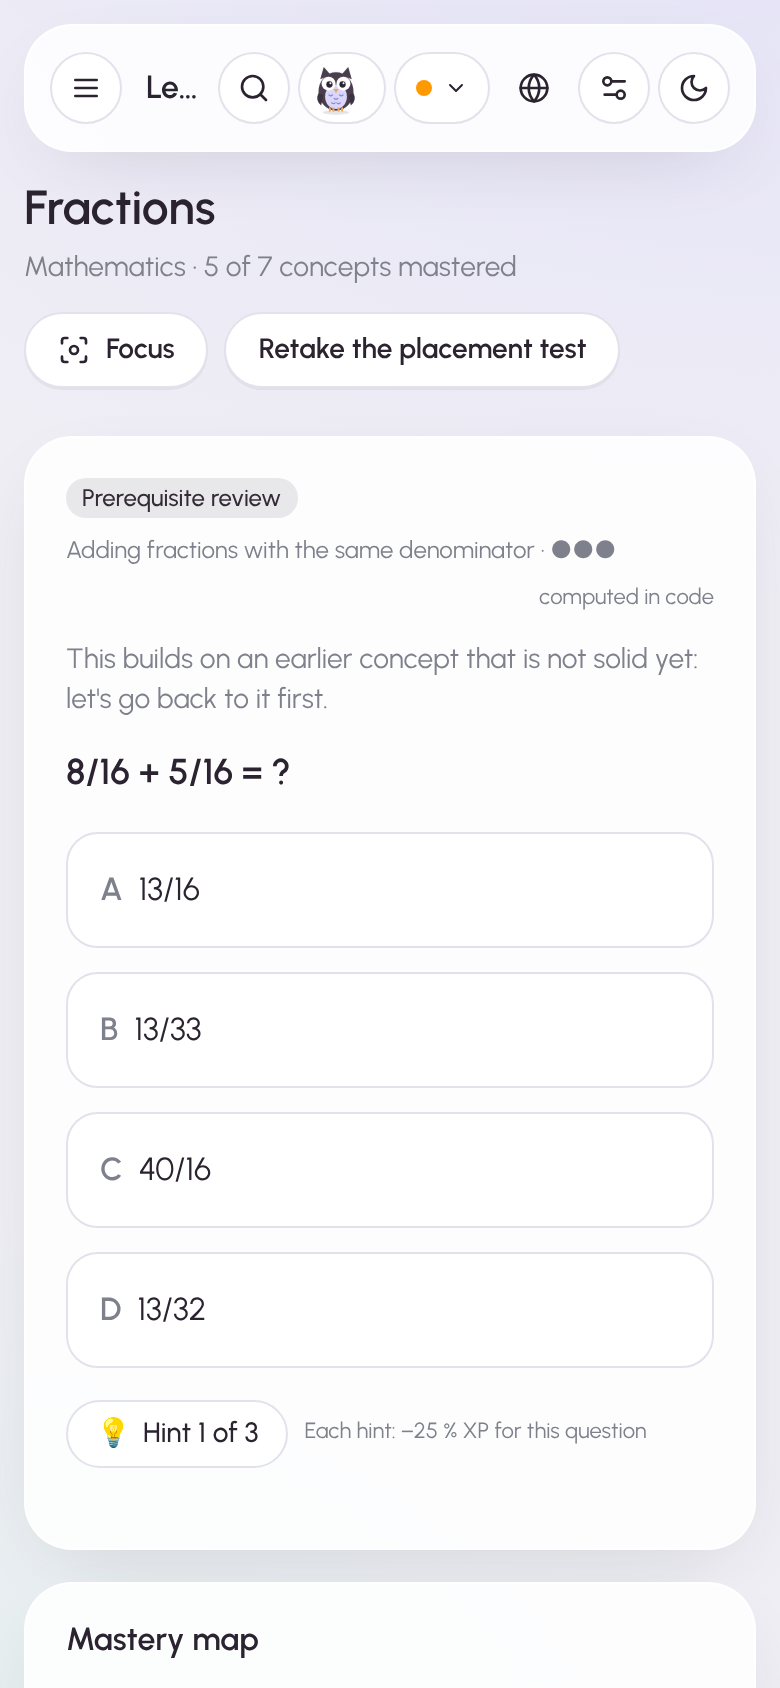 Le...
Fractions
Mathematics · 5 of 7 concepts mastered
Focus
Retake the placement test
Prerequisite review
Adding fractions with the same denominator ·
computed in code
This builds on an earlier concept that is not solid yet:
let's go back to it first.
8/16 + 5/16 = ?
A 13/16
B 13/33
C 40/16
D 13/32
Hint 1 of 3
Each hint: −25 % XP for this question
Mastery map